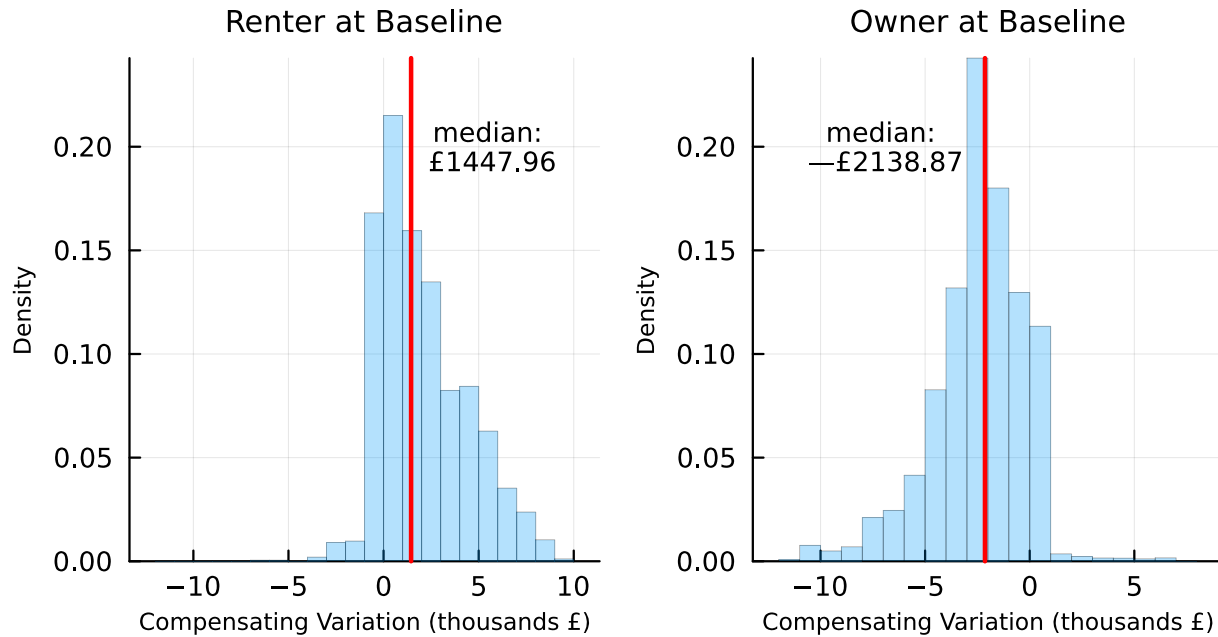 Renter at Baseline
0.20
0.15
0.10
0.05
0.00
Density
median:
£1447.96
−10
−5
0
5
10
Compensating Variation (thousands £)
Owner at Baseline
0.20
0.15
0.10
0.05
0.00
Density
median:
—£2138.87
−10
−5
0
5
Compensating Variation (thousands £)